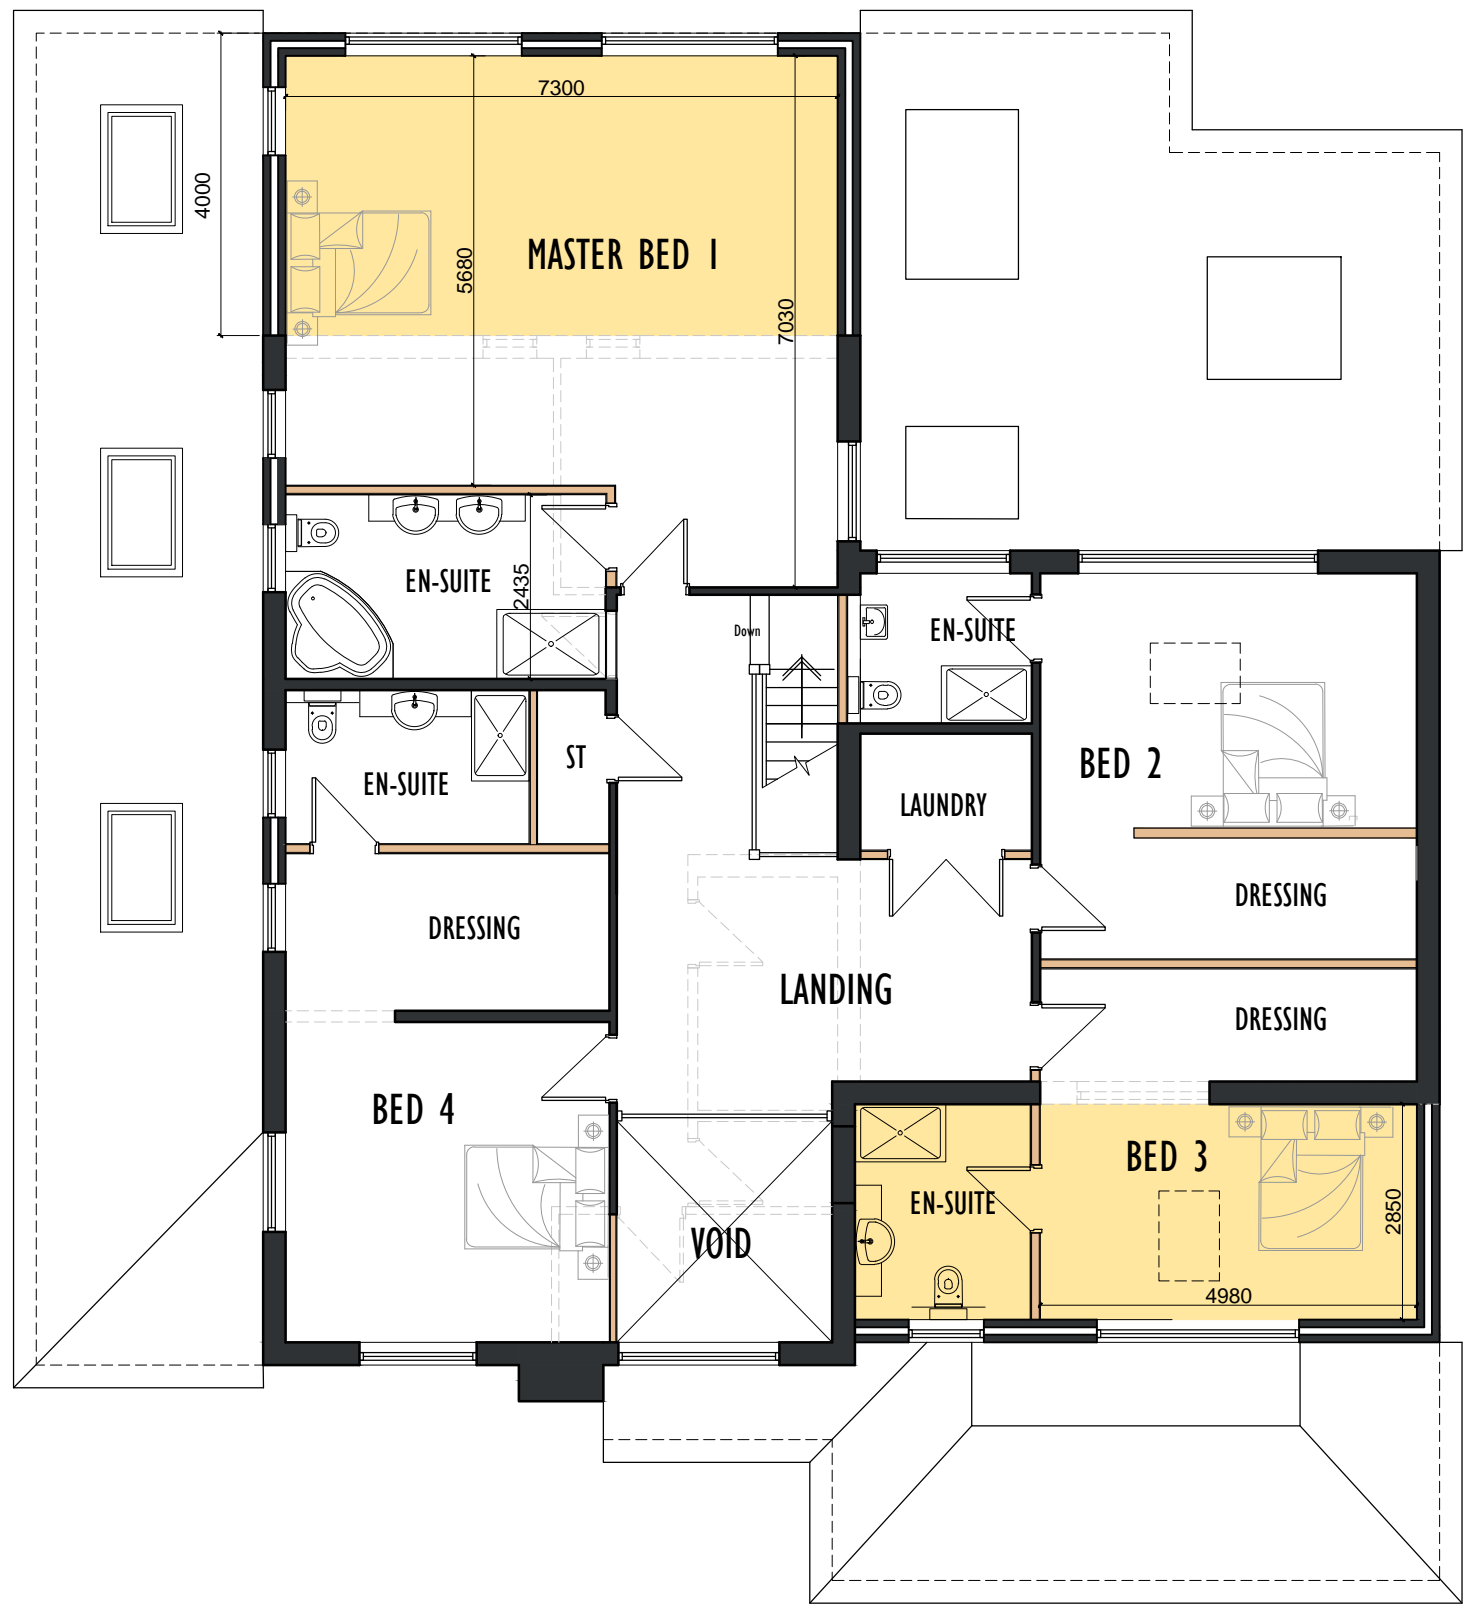 7300
4000
MASTER BED 1
5680
7030
EN-SUITE
2435
Down
EN-SUITE
ST
BED 2
EN-SUITE
LAUNDRY
DRESSING
DRESSING
LANDING
DRESSING
BED 4
BED 3
EN-SUITE
2850
VOID
4980